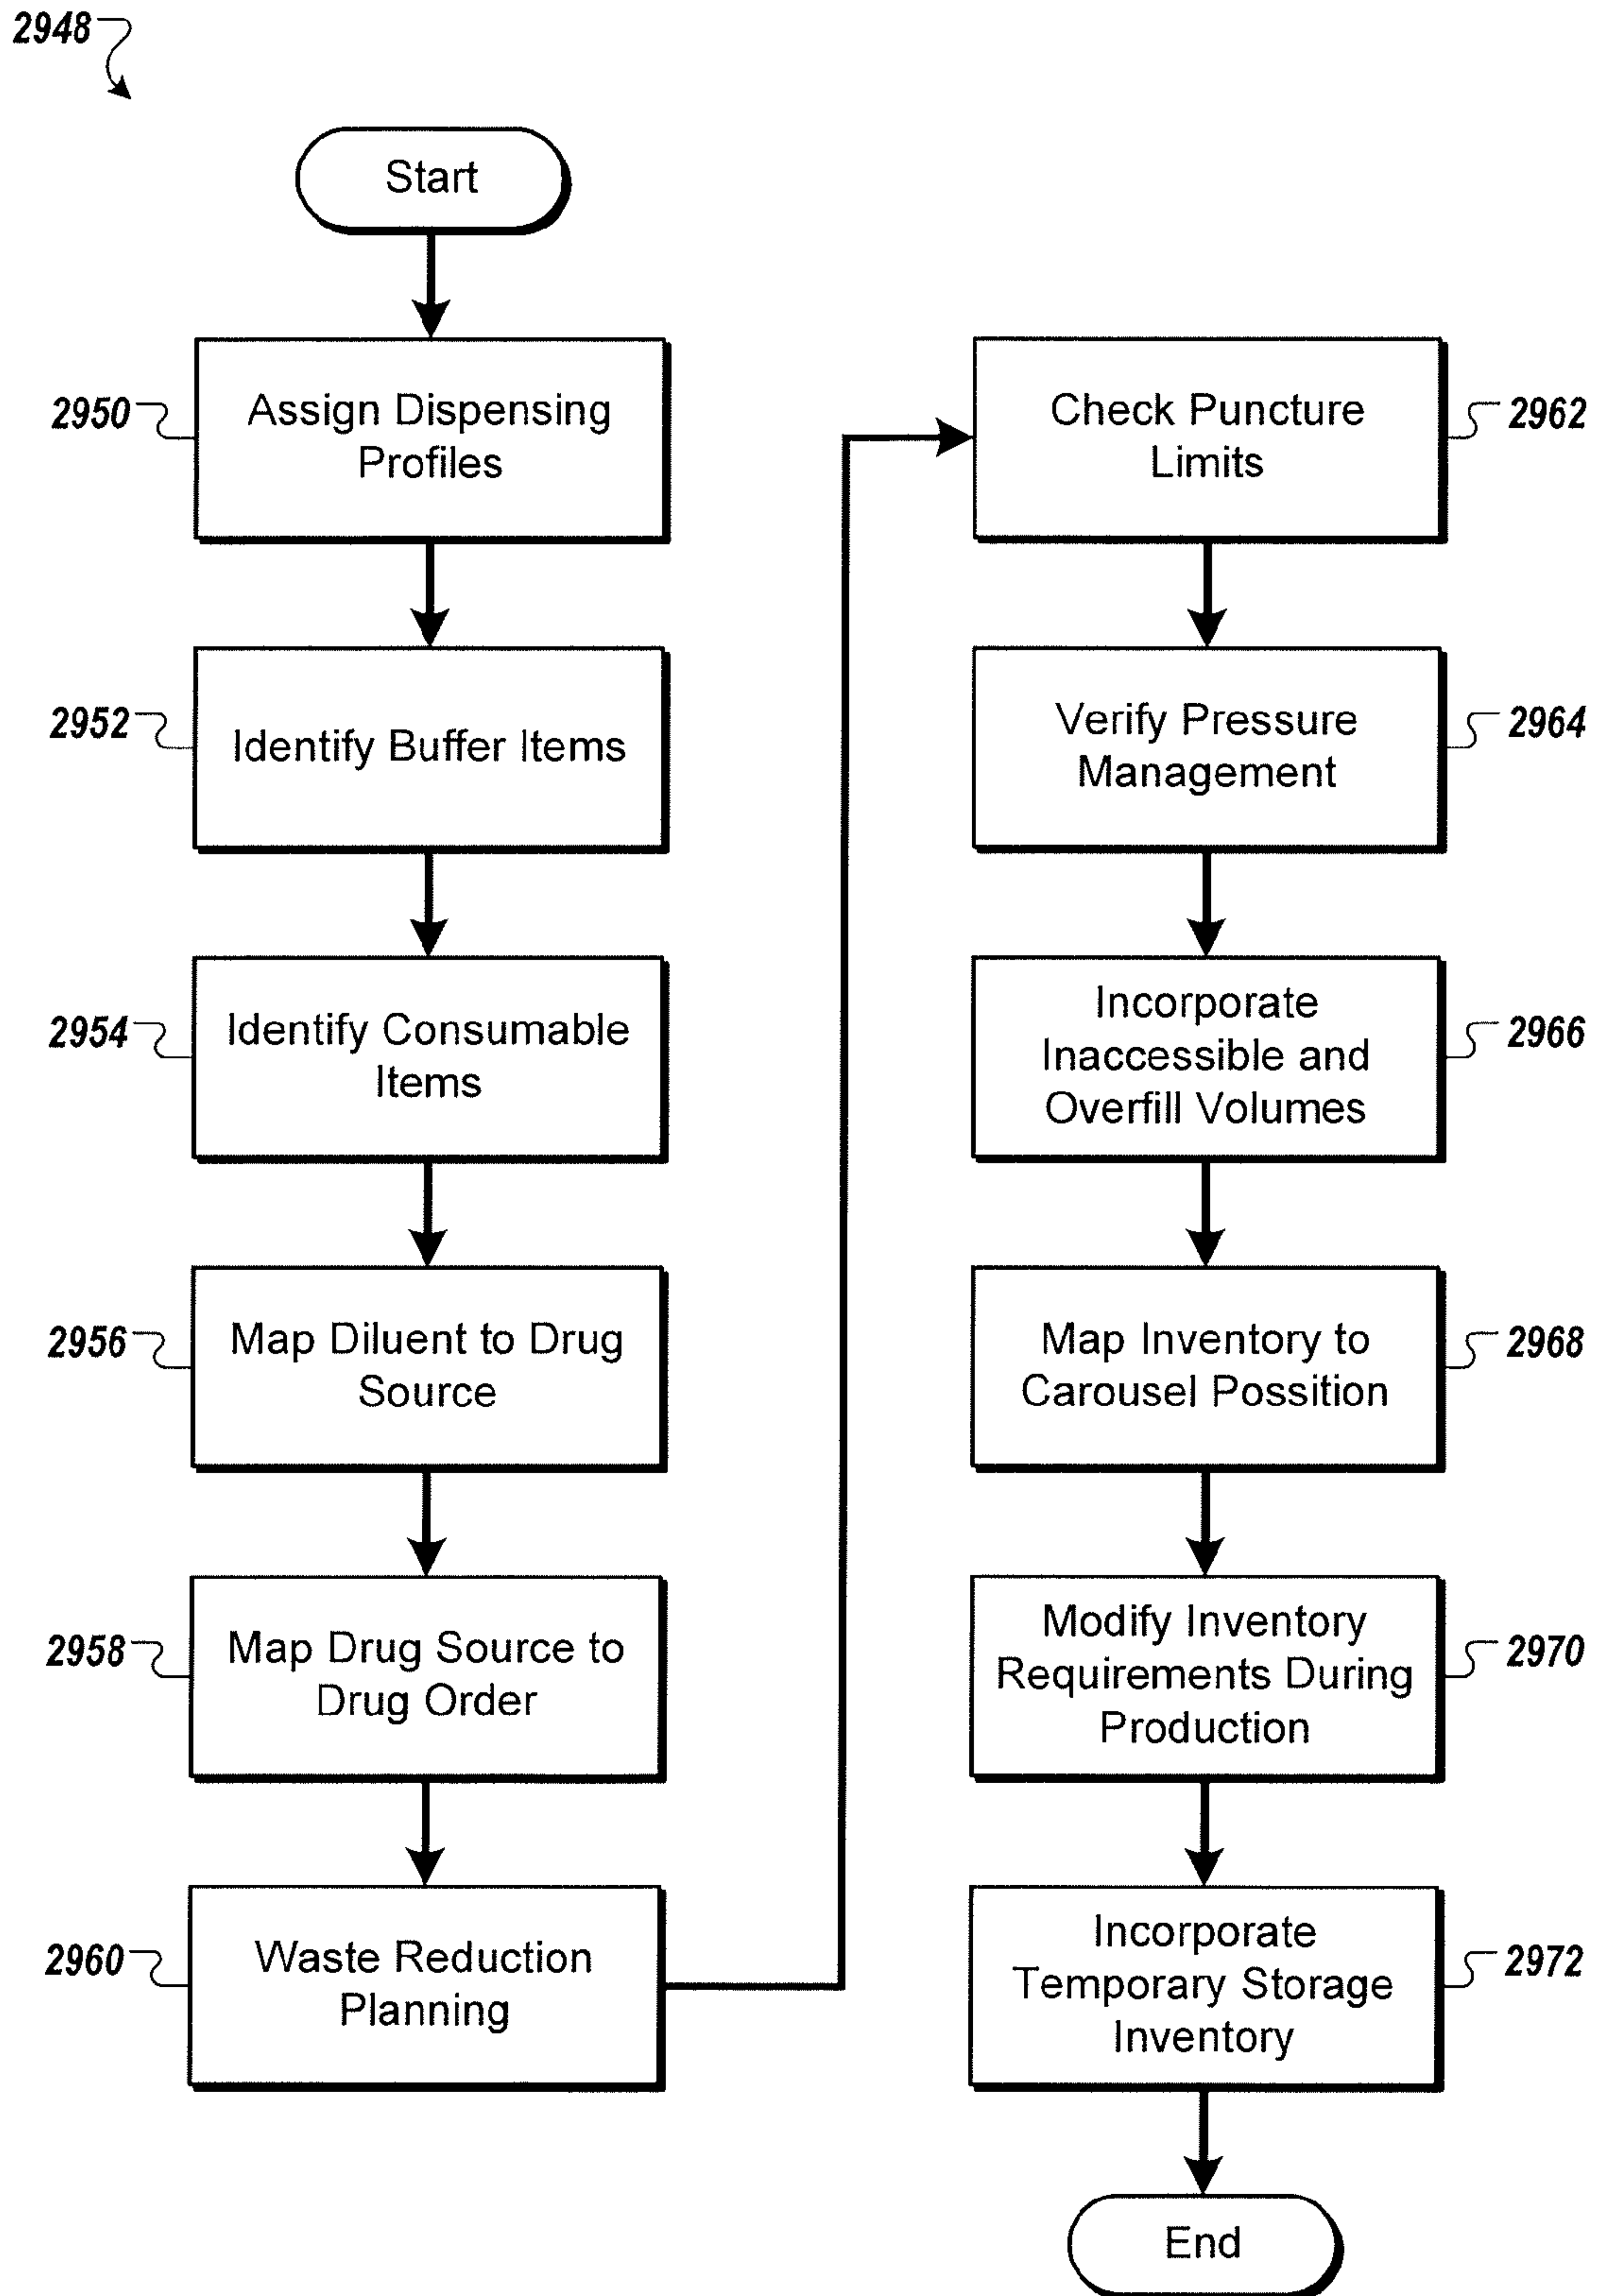 2948
Start
2950
Assign Dispensing
Profiles
2952
Identify Buffer Items
2954
Identify Consumable
Items
2956
Map Diluent to Drug
Source
2958
Map Drug Source to
Drug Order
2960
Waste Reduction
Planning
Check Puncture
Limits
2962
Verify Pressure
Management
2964
Incorporate
Inaccessible and
Overfill Volumes
2966
Map Inventory to
Carousel Possition
2968
Modify Inventory
Requirements During
Production
2970
Incorporate
Temporary Storage
Inventory
2972
End